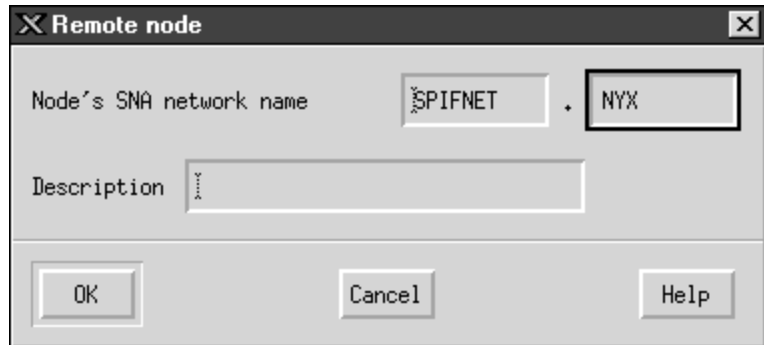 Remote node
Node's SNA network name SPIFNET . NYX
Description
OK Cancel Help